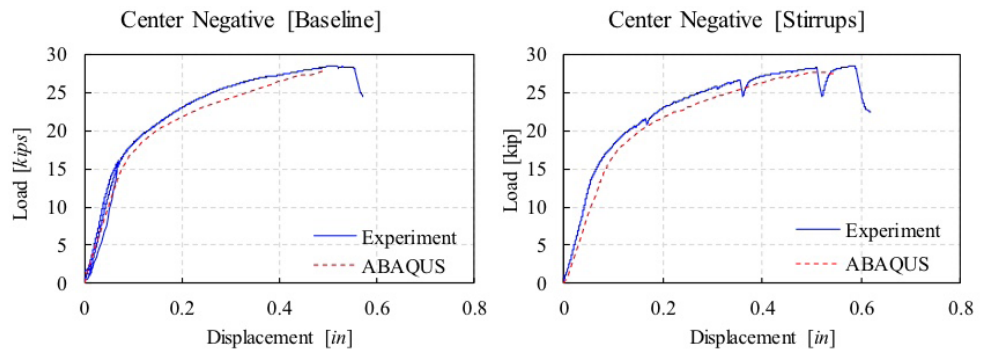 Center Negative [Baseline]
30
25
20
15
10
5
0
Load [kips]
Experiment
ABAQUS
0
0.2
0.4
0.6
0.8
Displacement [in]
Center Negative [Stirrups]
30
25
20
15
10
5
0
Load [kip]
Experiment
ABAQUS
0
0.2
0.4
0.6
0.8
Displacement [in]